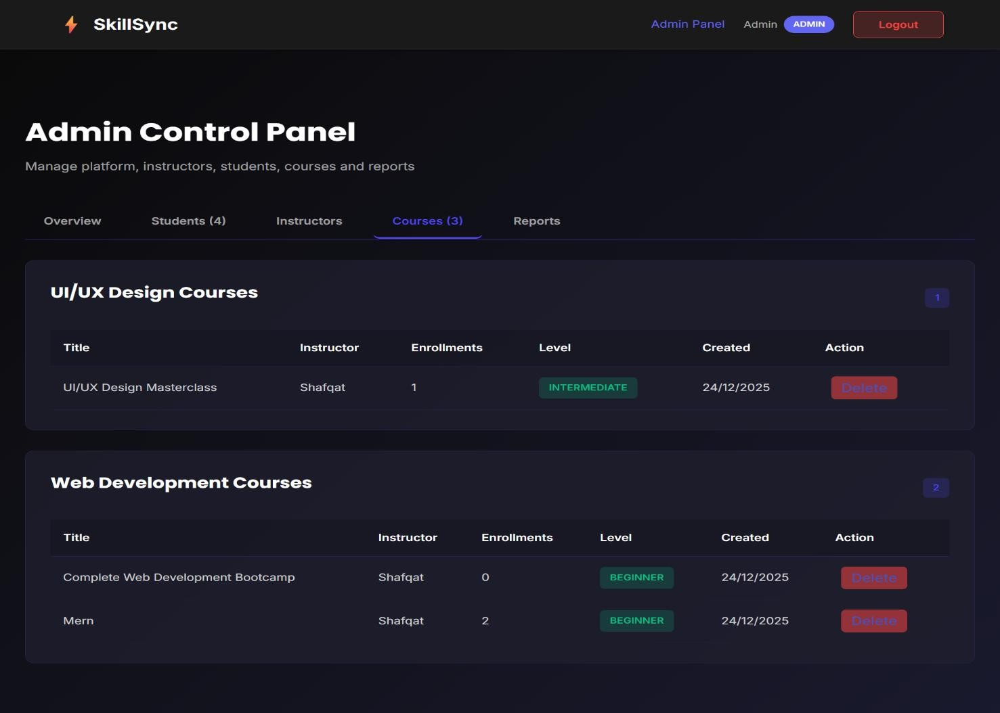 SkillSync
Admin Panel Admin ADMIN Logout
Admin Control Panel
Manage platform, instructors, students, courses and reports
Overview Students (4) Instructors Courses (3) Reports
UI/UX Design Courses
1
Title Instructor Enrollments Level Created Action
UI/UX Design Masterclass Shafqat 1 INTERMEDIATE 24/12/2025 Delete
Web Development Courses
2
Title Instructor Enrollments Level Created Action
Complete Web Development Bootcamp Shafqat 0 BEGINNER 24/12/2025 Delete
Mern Shafqat 2 BEGINNER 24/12/2025 Delete